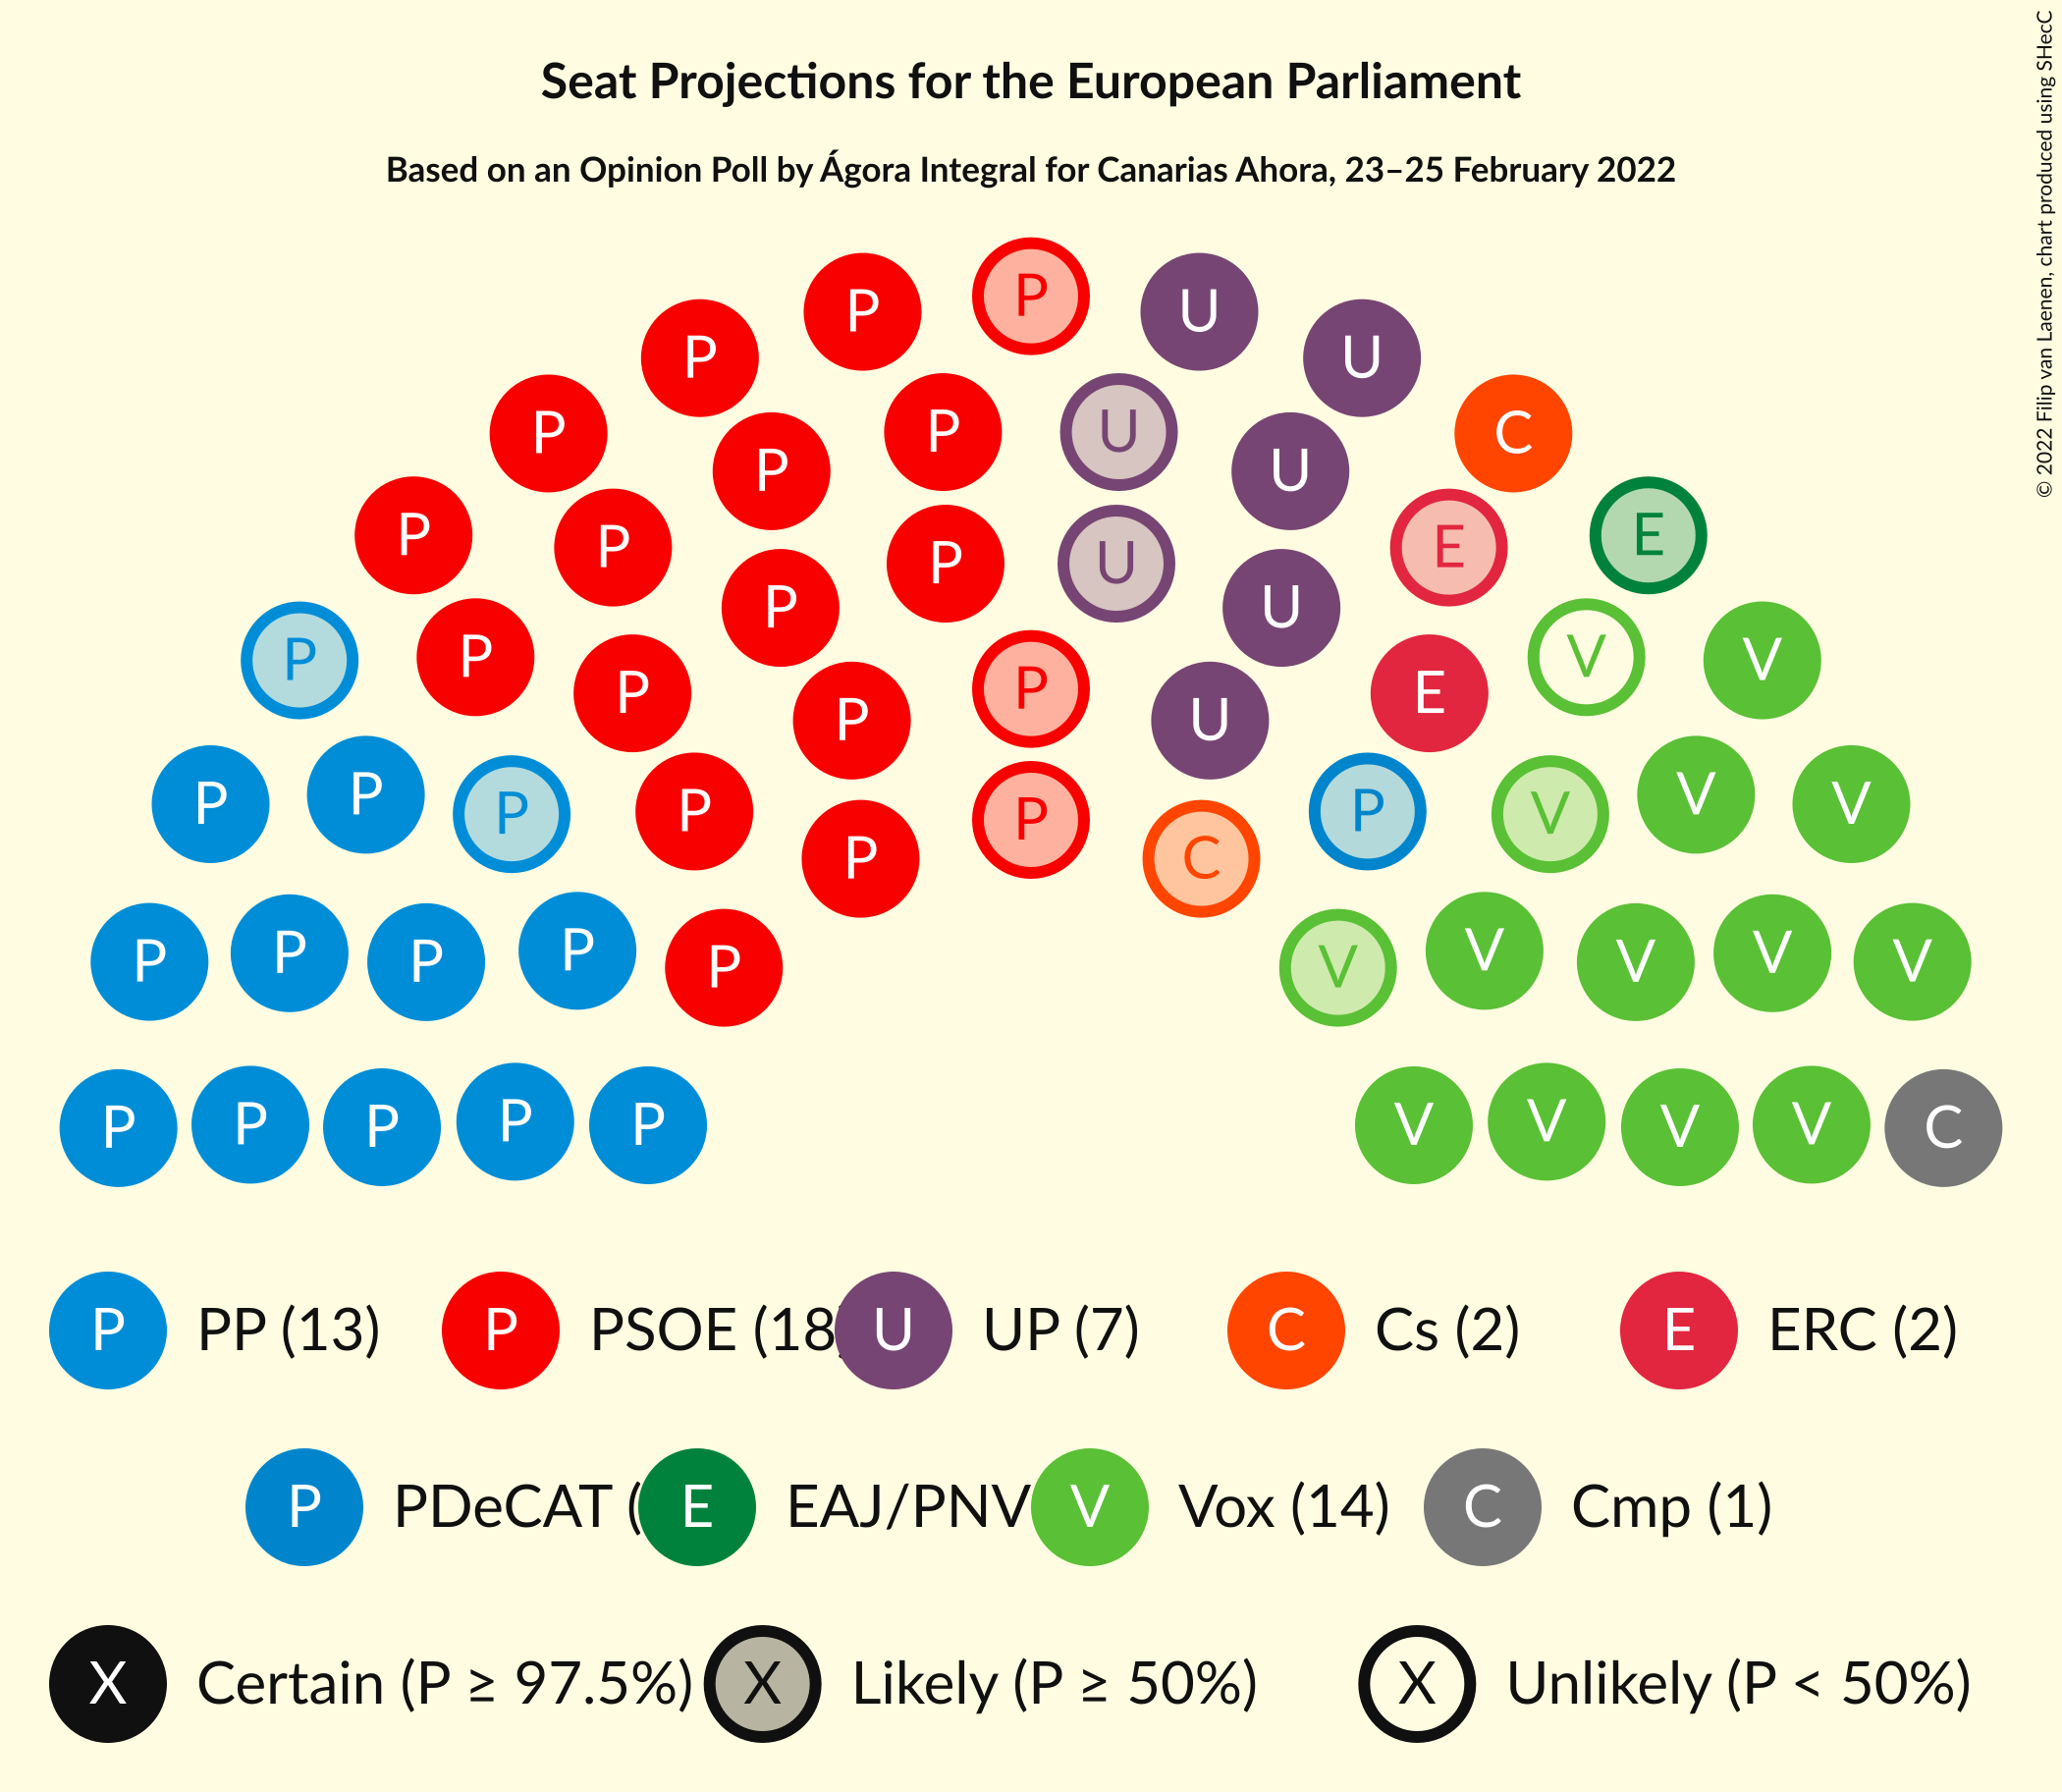 Seat Projections for the European Parliament
Based on an Opinion Poll by Ágora Integral for Canarias Ahora, 23–25 February 2022
© 2022 Filip van Laenen, chart produced using SHecC
P U U
P P
P P U C
P P U E E
P P P U U
P P P P U E V V
P P P P P U P V V V
P P C
P P P P P V V V V V
P P P P P V V V V C
P PP (13) P PSOE (18 U UP (7) C Cs (2) E ERC (2)
P PDeCAT ( E EAJ/PNV V Vox (14) C Cmp (1)
X Certain (P ≥ 97.5%) X Likely (P ≥ 50%) X Unlikely (P < 50%)